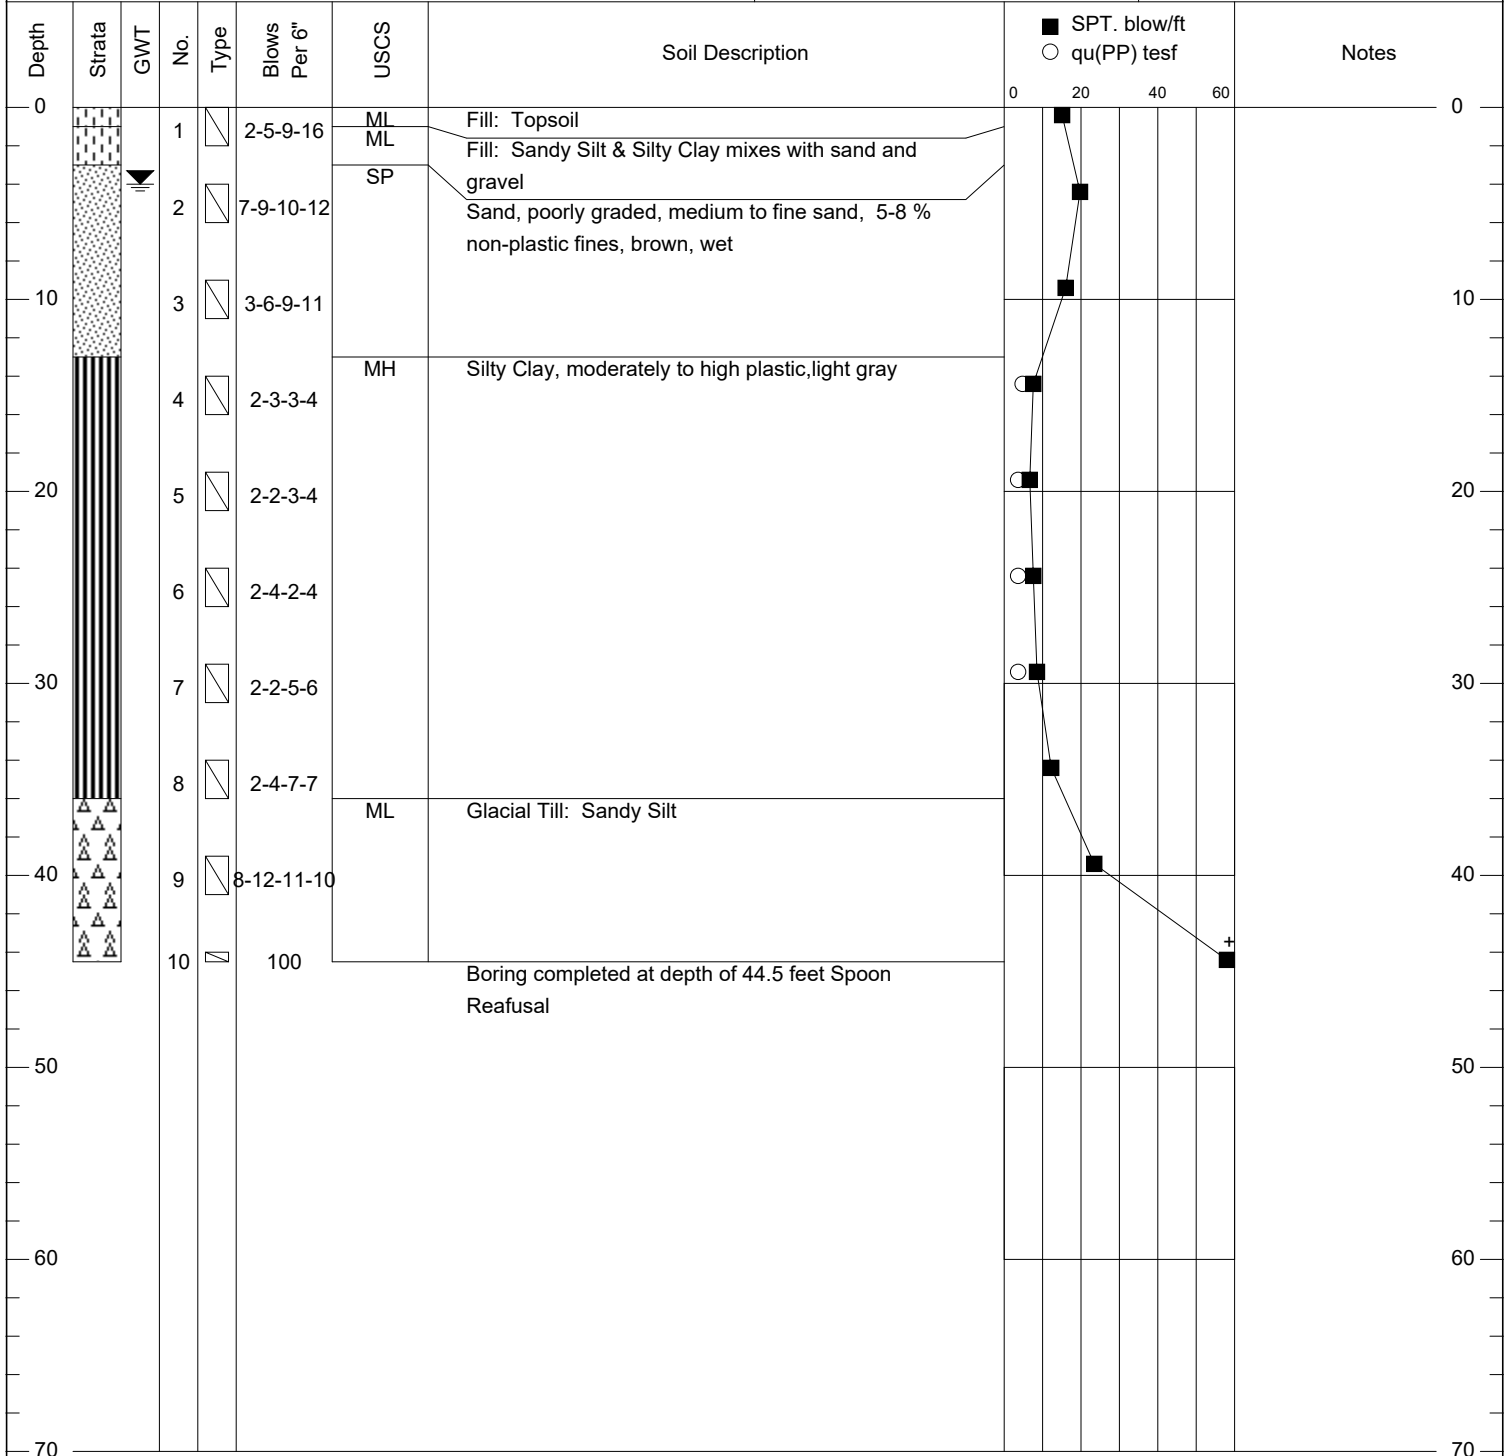 Depth
Strata
GWT
No.
Type
Blows
Per 6"
USCS
Soil Description
SPT. blow/ft
qu(PP) tesf
0 20 40 60
Notes
0 0
1 2-5-9-16 ML Fill: Topsoil
ML Fill: Sandy Silt & Silty Clay mixes with sand and
gravel
SP
2 7-9-10-12 Sand, poorly graded, medium to fine sand, 5-8 %
non-plastic fines, brown, wet
10 3 3-6-9-11 10
MH Silty Clay, moderately to high plastic,light gray
4 2-3-3-4
20 5 2-2-3-4 20
6 2-4-2-4
30 7 2-2-5-6 30
8 2-4-7-7
ML Glacial Till: Sandy Silt
40 9 8-12-11-10 40
+
10 100
Boring completed at depth of 44.5 feet Spoon
Reafusal
50 50
60 60
70 70